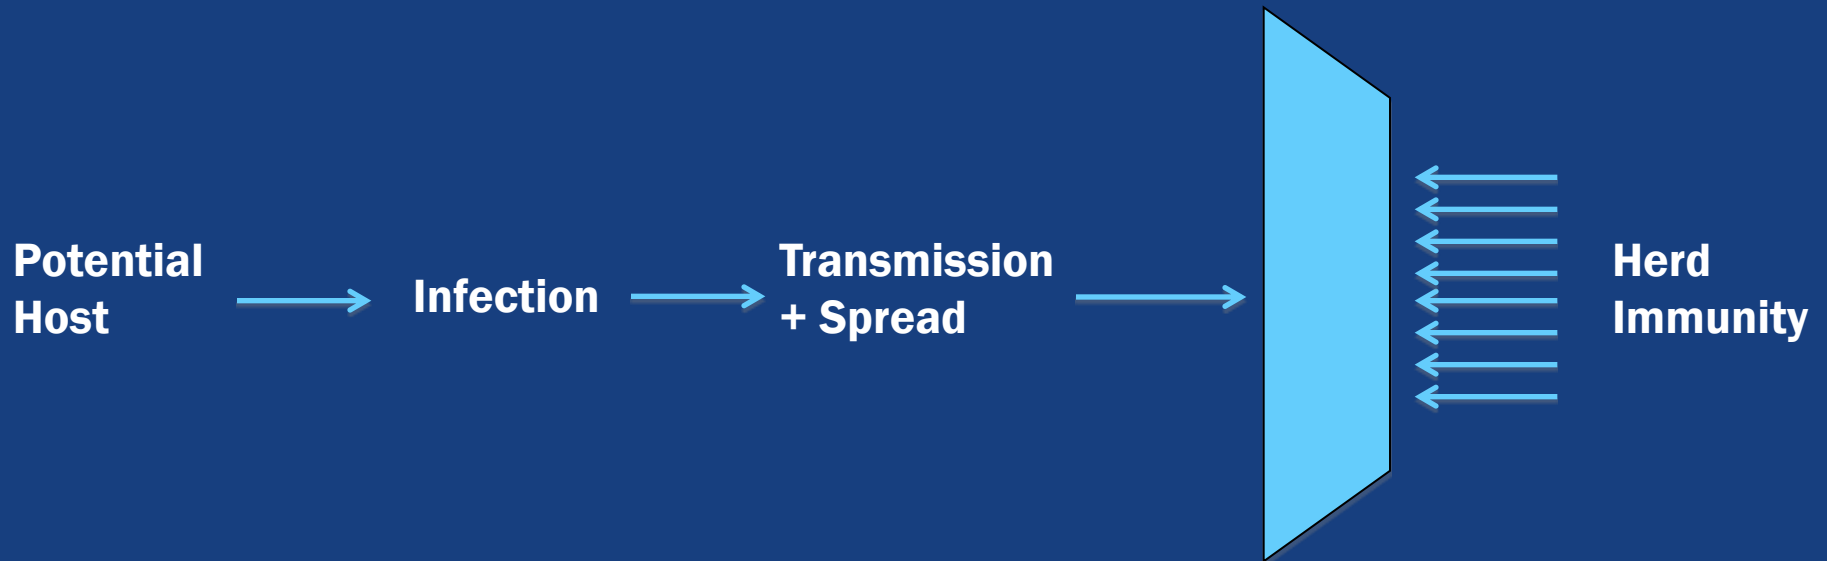 Potential
Host
Infection
Transmission
+ Spread
Herd
Immunity